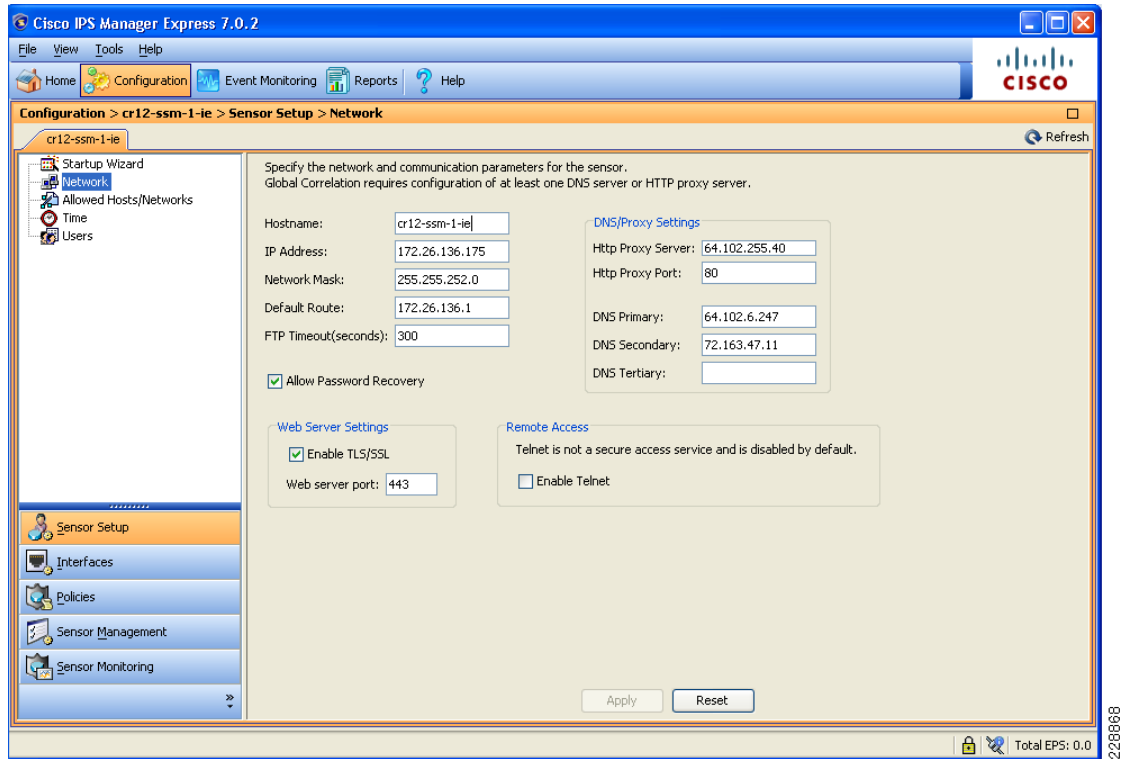 Cisco IPS Manager Express 7.0.2
File View Tools Help
Home Configuration Event Monitoring Reports Help
CISCO
Configuration > cr12-ssm-1-ie > Sensor Setup > Network
cr12-ssm-1-ie
Refresh
Startup Wizard
Network
Allowed Hosts/Networks
Time
Users
Specify the network and communication parameters for the sensor.
Global Correlation requires configuration of at least one DNS server or HTTP proxy server.
Hostname: cr12-ssm-1-ie
IP Address: 172.26.136.175
Network Mask: 255.255.252.0
Default Route: 172.26.136.1
FTP Timeout(seconds): 300
Allow Password Recovery
DNS/Proxy Settings
Http Proxy Server: 64.102.255.40
Http Proxy Port: 80
DNS Primary: 64.102.6.247
DNS Secondary: 72.163.47.11
DNS Tertiary:
Web Server Settings
Enable TLS/SSL
Web server port: 443
Remote Access
Telnet is not a secure access service and is disabled by default.
Enable Telnet
Sensor Setup
Interfaces
Policies
Sensor Management
Sensor Monitoring
Apply Reset
Total EPS: 0.0
228868